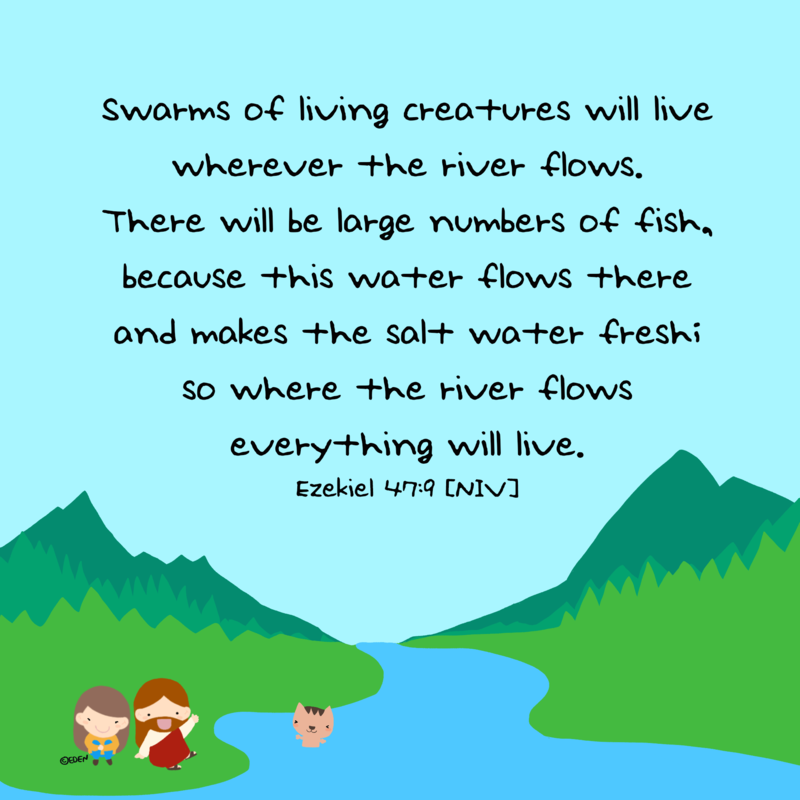 Swarms of living creatures will live
wherever the river flows.
There will be large numbers of fish,
because this water flows there
and makes the salt water freshi
so where the river flows
everything will live.
Ezekiel 47:9 [NIV]
©EDEN